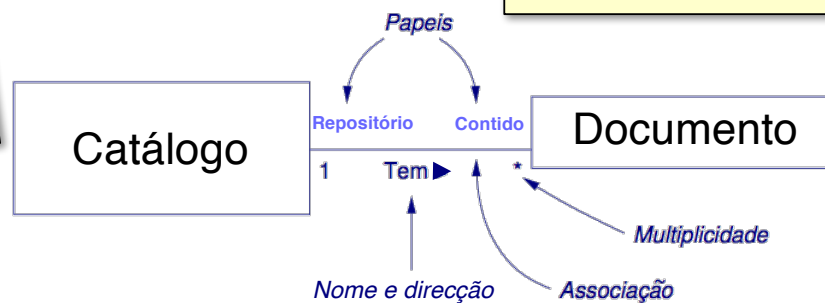 Papeis
Repositório Contido
Catálogo
Documento
1 Tem▶ *
Multiplicidade
Nome e direcção
Associação